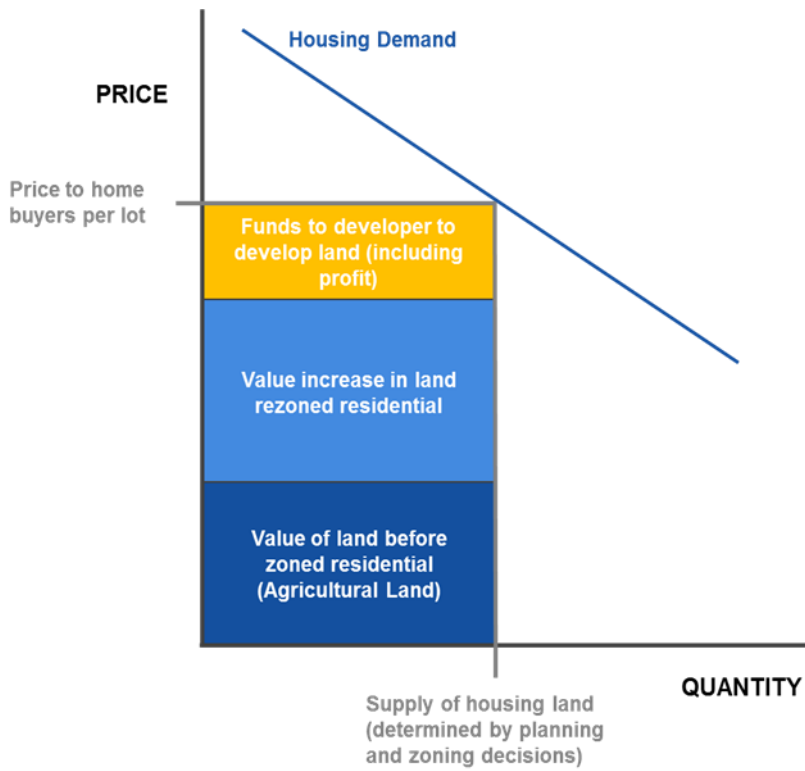 Housing Demand
PRICE
Price to home
buyers per lot
Funds to developer to
develop land (including
profit)
Value increase in land
rezoned residential
Value of land before
zoned residential
(Agricultural Land)
QUANTITY
Supply of housing land
(determined by planning
and zoning decisions)